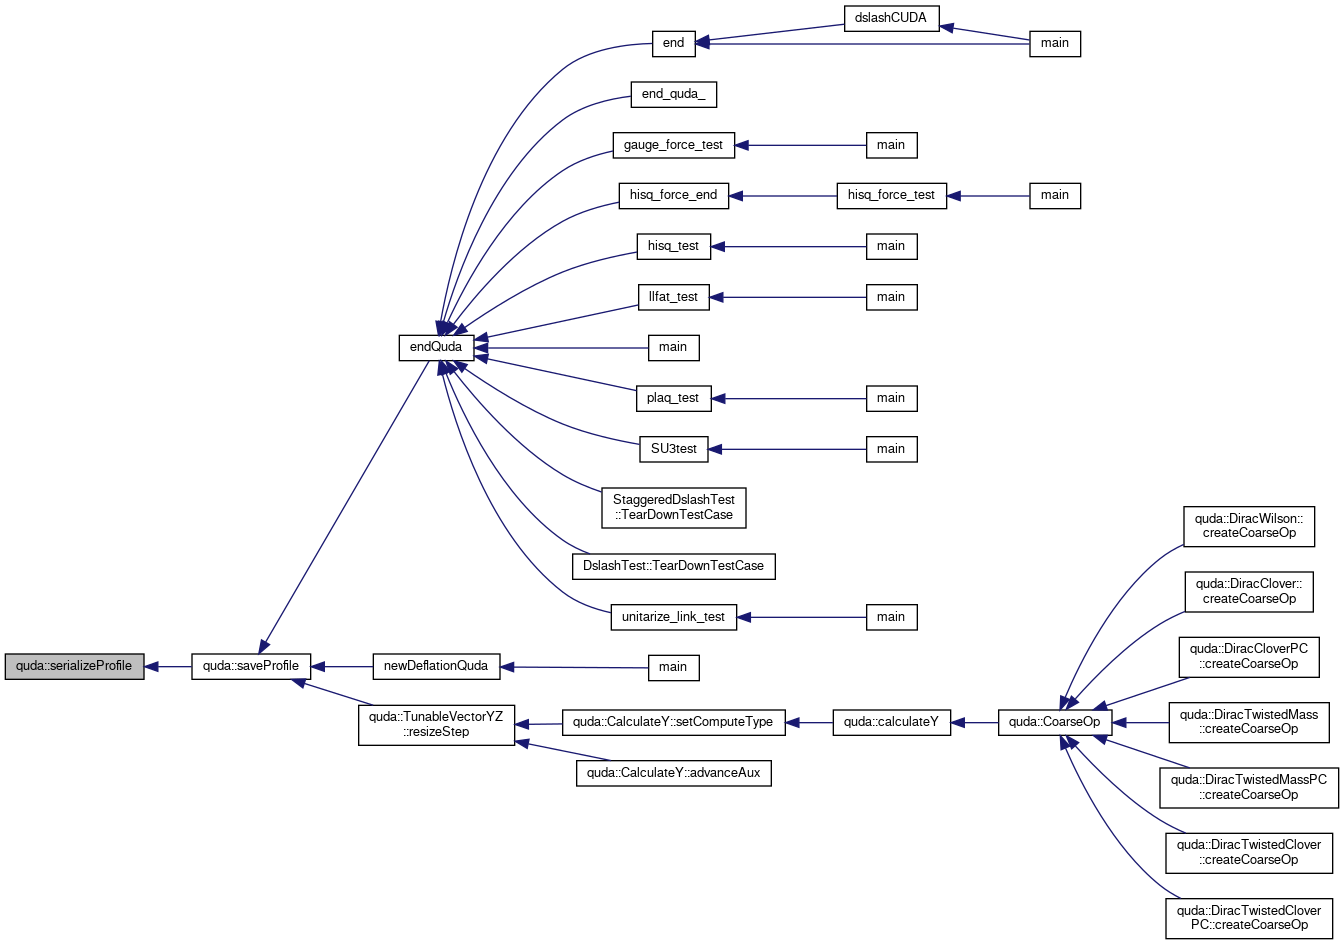 dslashCUDA
end
main
end_quda_
gauge_force_test
main
hisq_force_end
hisq_force_test
main
hisq_test
main
llfat_test
main
endQuda
main
plaq_test
main
SU3test
main
StaggeredDslashTest
::TearDownTestCase
DslashTest::TearDownTestCase
unitarize_link_test
main
quda::serializeProfile
quda::saveProfile
newDeflationQuda
main
quda::TunableVectorYZ
::resizeStep
quda::CalculateY::setComputeType
quda::calculateY
quda::CoarseOp
quda::CalculateY::advanceAux
quda::DiracWilson::
createCoarseOp
quda::DiracClover::
createCoarseOp
quda::DiracCloverPC
::createCoarseOp
quda::DiracTwistedMass
::createCoarseOp
quda::DiracTwistedMassPC
::createCoarseOp
quda::DiracTwistedClover
::createCoarseOp
quda::DiracTwistedClover
PC::createCoarseOp